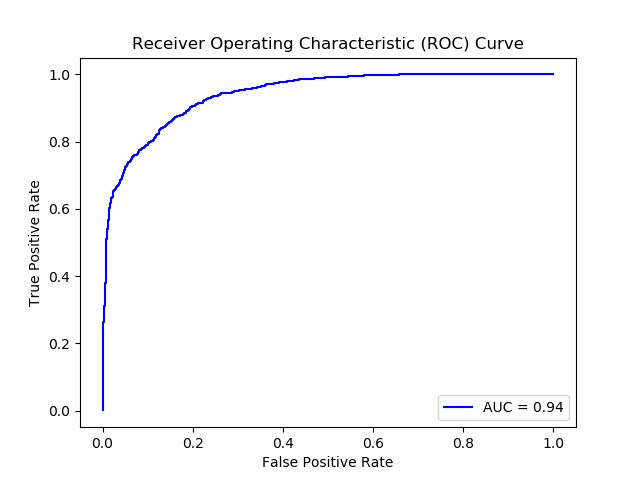 Receiver Operating Characteristic (ROC) Curve
1.0
0.8
0.6
0.4
0.2
0.0
True Positive Rate
AUC = 0.94
0.0 0.2 0.4 0.6 0.8 1.0
False Positive Rate